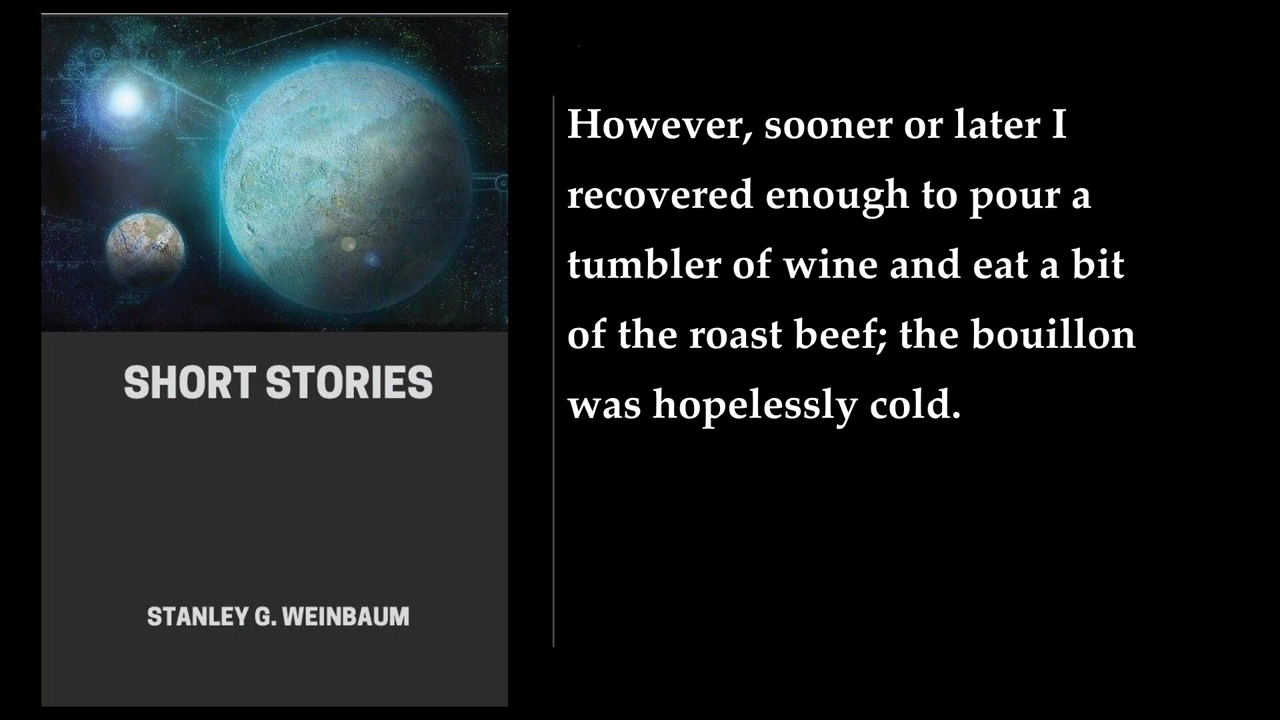 SHORT STORIES
STANLEY G. WEINBAUM
However, sooner or later I
recovered enough to pour a
tumbler of wine and eat a bit
of the roast beef; the bouillon
was hopelessly cold.